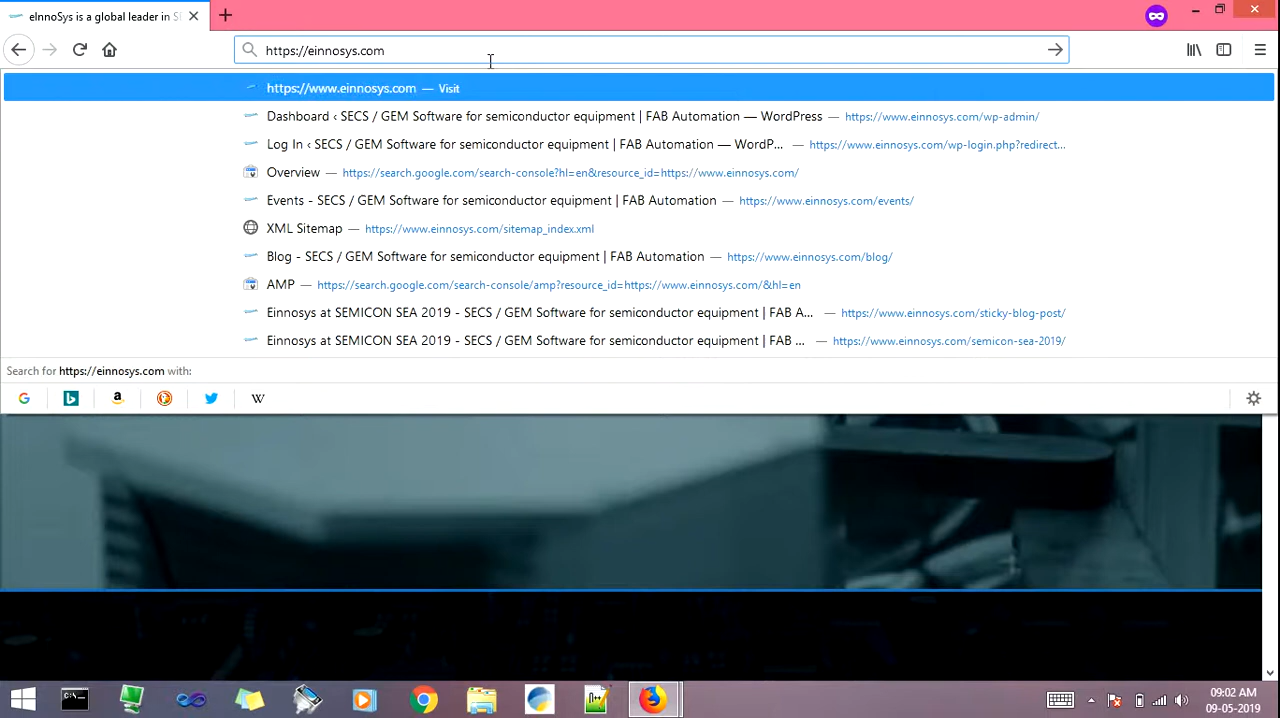 eInnoSys is a global leader in S
https://einnosys.com
https://www.einnosys.com — Visit
Dashboard ‹ SECS / GEM Software for semiconductor equipment | FAB Automation — WordPress — https://www.einnosys.com/wp-admin/
Log In ‹ SECS / GEM Software for semiconductor equipment | FAB Automation — WordP... — https://www.einnosys.com/wp-login.php?redirect...
Overview — https://search.google.com/search-console?hl=en&resource_id=https://www.einnosys.com/
Events - SECS / GEM Software for semiconductor equipment | FAB Automation — https://www.einnosys.com/events/
XML Sitemap — https://www.einnosys.com/sitemap_index.xml
Blog - SECS / GEM Software for semiconductor equipment | FAB Automation — https://www.einnosys.com/blog/
AMP — https://search.google.com/search-console/amp?resource_id=https://www.einnosys.com/&hl=en
Einnosys at SEMICON SEA 2019 - SECS / GEM Software for semiconductor equipment | FAB A... — https://www.einnosys.com/sticky-blog-post/
Einnosys at SEMICON SEA 2019 - SECS / GEM Software for semiconductor equipment | FAB ... — https://www.einnosys.com/semicon-sea-2019/
Search for https://einnosys.com with:
09:02 AM
09-05-2019